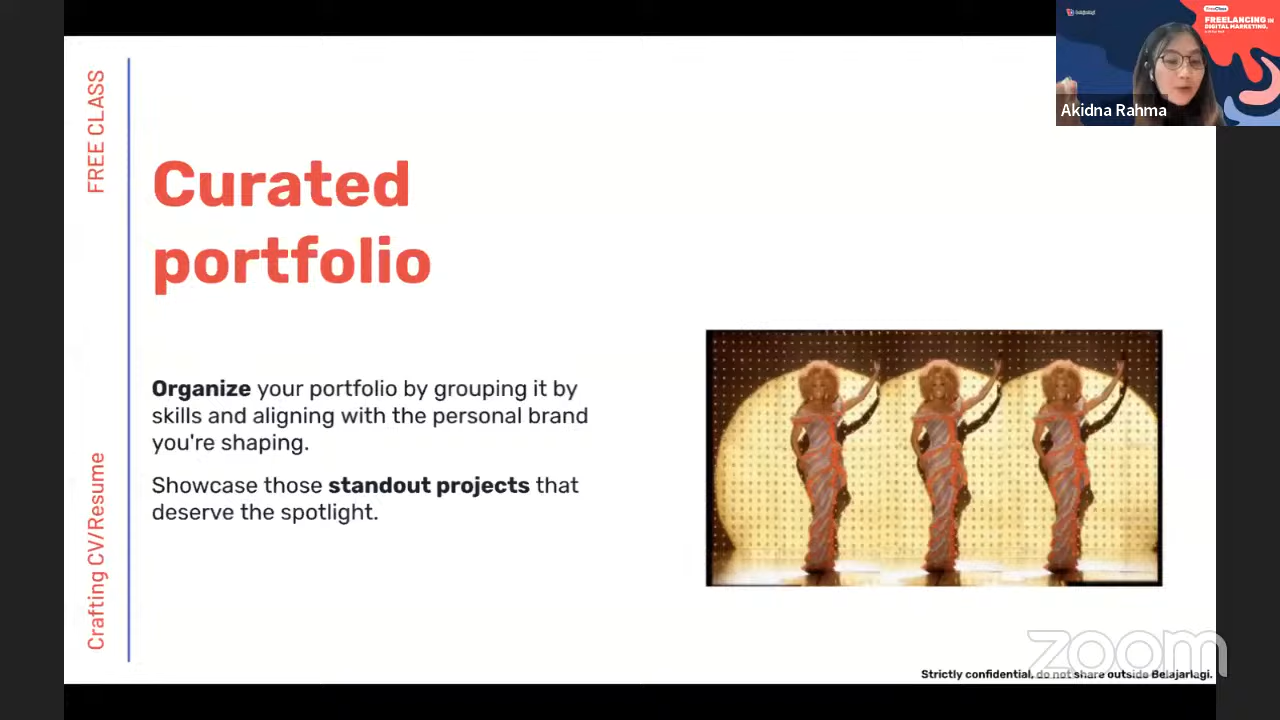 FREE CLASS
Crafting CV/Resume
Curated
portfolio
Organize your portfolio by grouping it by
skills and aligning with the personal brand
you're shaping.
Showcase those standout projects that
deserve the spotlight.
Strictly confidential, do not share outside Belajarlagi.
zoom
Belajarlagi
FreeClass
FREELANCING IN
DIGITAL MARKETING.
Akidna Rahma